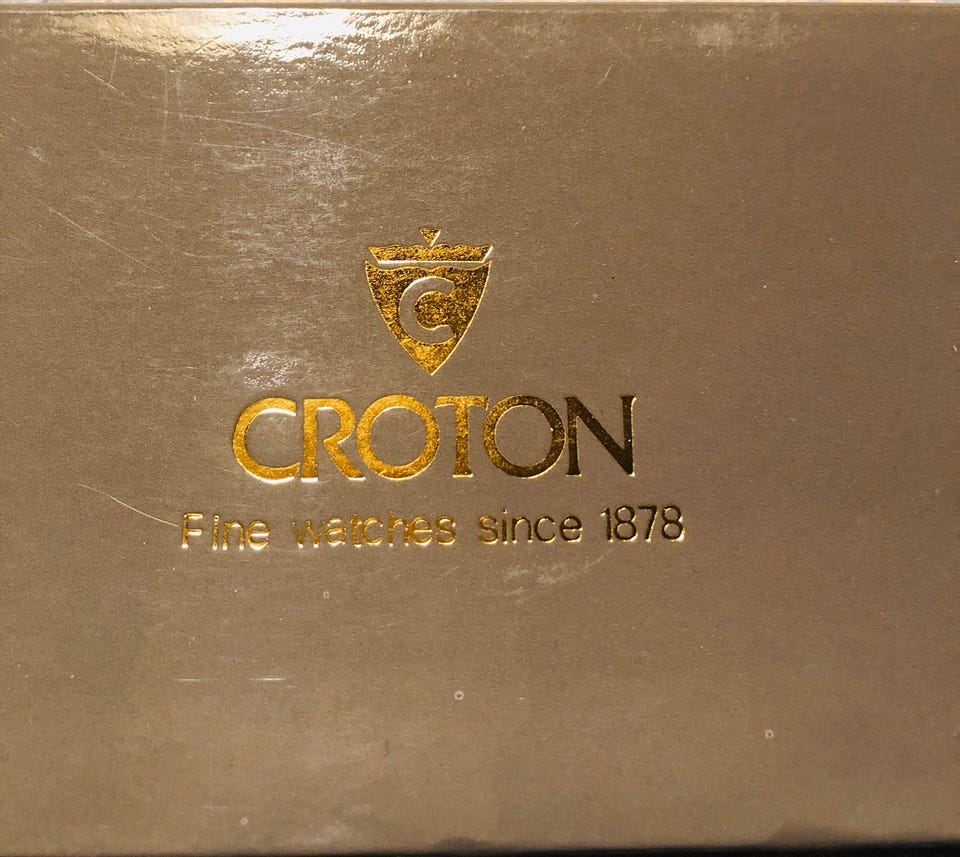 C
CROTON
Fine watches since 1878